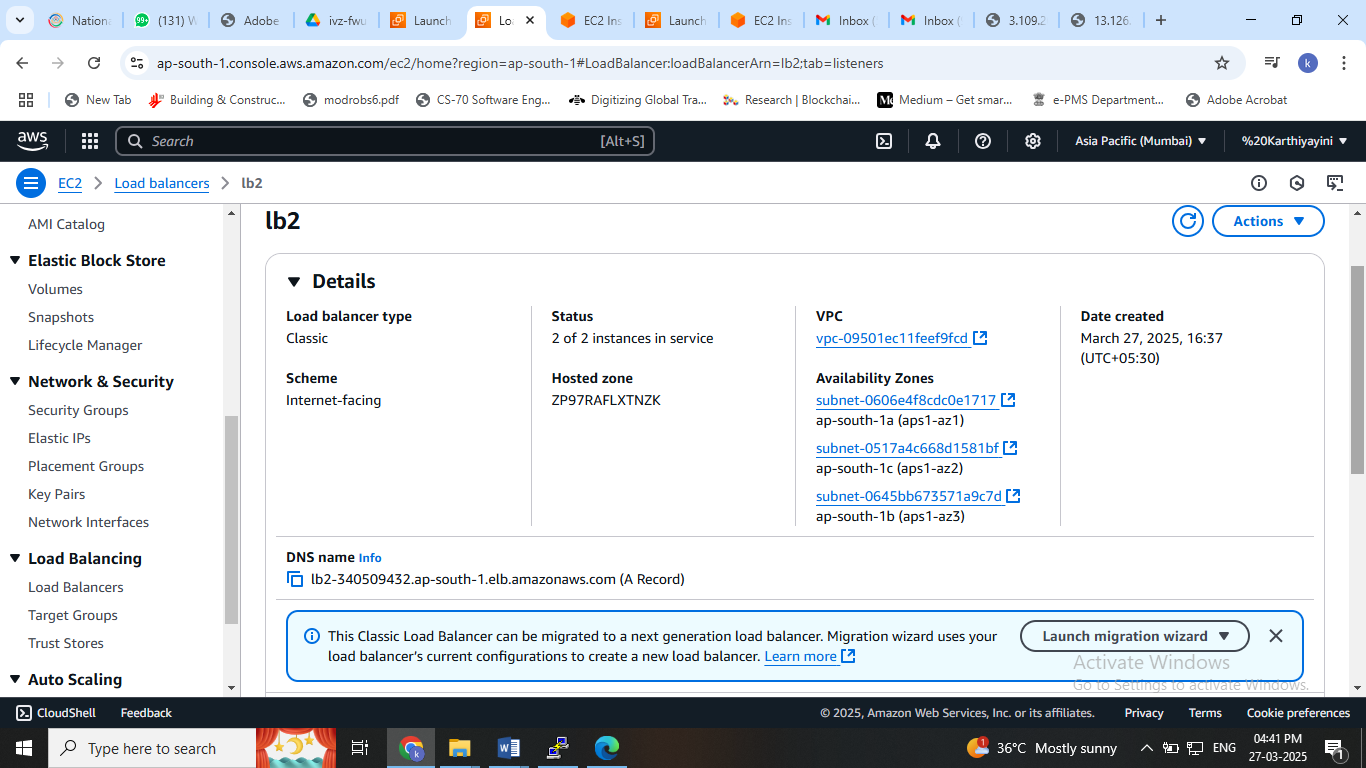 Nationa
(131) W
Adobe
ivz-fwu
Launch
Lo
EC2 Ins
Launch
EC2 Ins
Inbox (
Inbox (
3.109.2
13.126.
ap-south-1.console.aws.amazon.com/ec2/home?region=ap-south-1#LoadBalancer:loadBalancerArn=lb2;tab=listeners
k
New Tab
Building & Construc...
modrobs6.pdf
CS-70 Software Eng...
Digitizing Global Tra...
Research | Blockchai...
Medium – Get smar...
e-PMS Department...
Adobe Acrobat
aws
Search
[Alt+S]
Asia Pacific (Mumbai)
%20Karthiyayini
EC2
Load balancers
lb2
AMI Catalog
Elastic Block Store
Volumes
Snapshots
Lifecycle Manager
Network & Security
Security Groups
Elastic IPs
Placement Groups
Key Pairs
Network Interfaces
Load Balancing
Load Balancers
Target Groups
Trust Stores
Auto Scaling
lb2
Actions
Details
Load balancer type
Classic
Scheme
Internet-facing
Status
2 of 2 instances in service
Hosted zone
ZP97RAFLXTNZK
VPC
vpc-09501ec11feef9fcd
Availability Zones
subnet-0606e4f8cdc0e1717
ap-south-1a (aps1-az1)
subnet-0517a4c668d1581bf
ap-south-1c (aps1-az2)
subnet-0645bb673571a9c7d
ap-south-1b (aps1-az3)
Date created
March 27, 2025, 16:37
(UTC+05:30)
DNS name Info
lb2-340509432.ap-south-1.elb.amazonaws.com (A Record)
This Classic Load Balancer can be migrated to a next generation load balancer. Migration wizard uses your
load balancer's current configurations to create a new load balancer. Learn more
Launch migration wizard
Activate Windows
Go to Settings to activate Windows.
CloudShell
Feedback
© 2025, Amazon Web Services, Inc. or its affiliates.
Privacy
Terms
Cookie preferences
Type here to search
36°C Mostly sunny
ENG
04:41 PM
27-03-2025
1